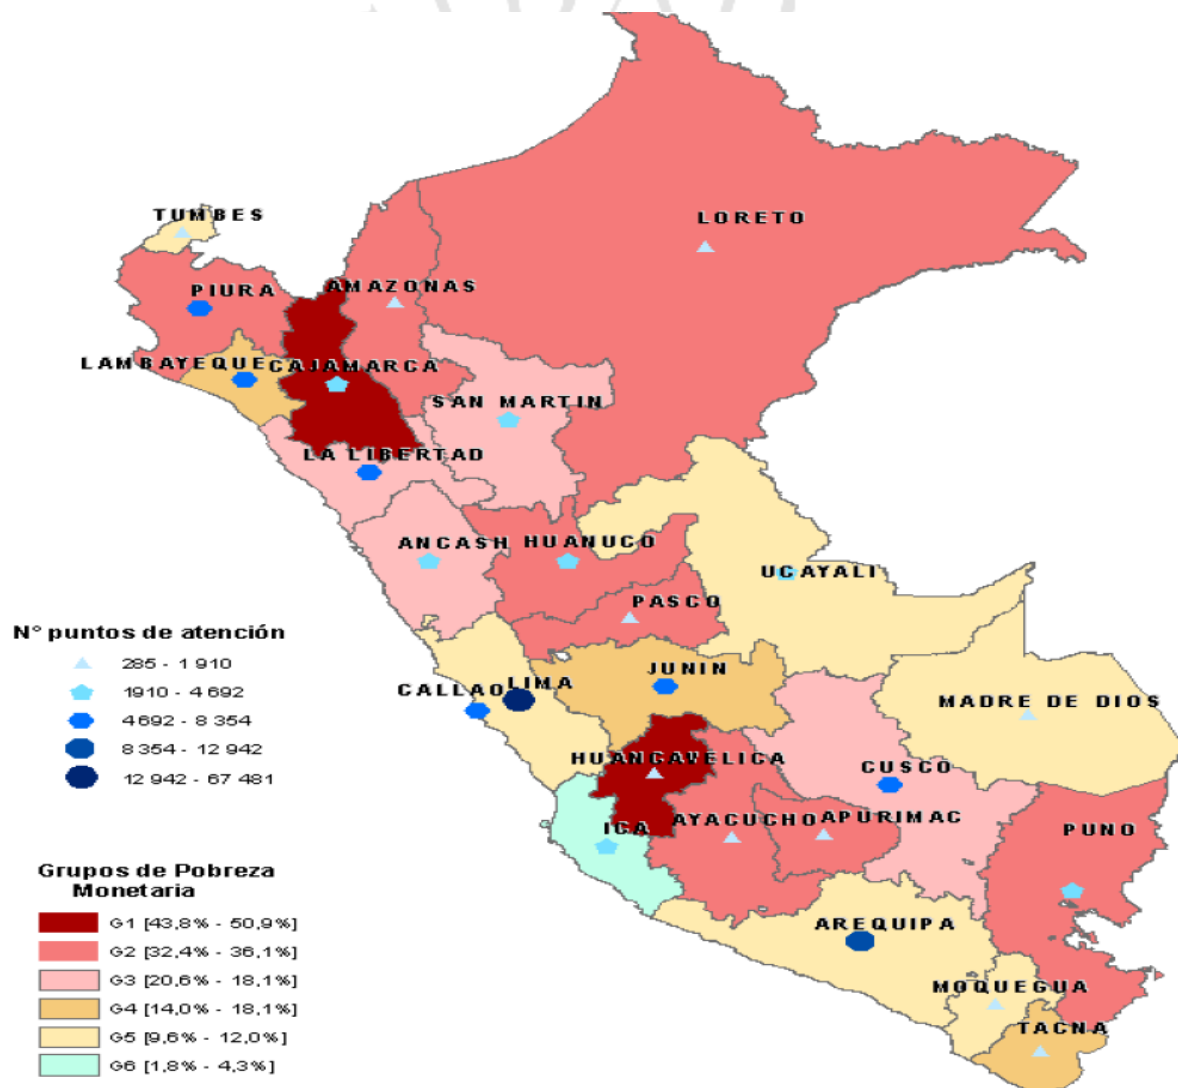 LORETO
TUMBES
PIURA
AMAZONAS
LAMBAYEQUE
CAJAMARCA
SAN MARTIN
LA LIBERTAD
ANCASH
HUANUCO
UCAYALI
PASCO
JUNIN
CALLAO
LIMA
MADRE DE DIOS
HUANCAVELICA
CUSCO
ICA
AYACUCHO
APURIMAC
PUNO
AREQUIPA
MOQUEGUA
TACNA
N° puntos de atención
285 - 1 910
1910 - 4 692
4 692 - 8 354
8 354 - 12 942
12 942 - 67 481
Grupos de Pobreza
Monetaria
G1 [43,8% - 50,9%]
G2 [32,4% - 36,1%]
G3 [20,6% - 18,1%]
G4 [14,0% - 18,1%]
G5 [9,6% - 12,0%]
G6 [1,8% - 4,3%]